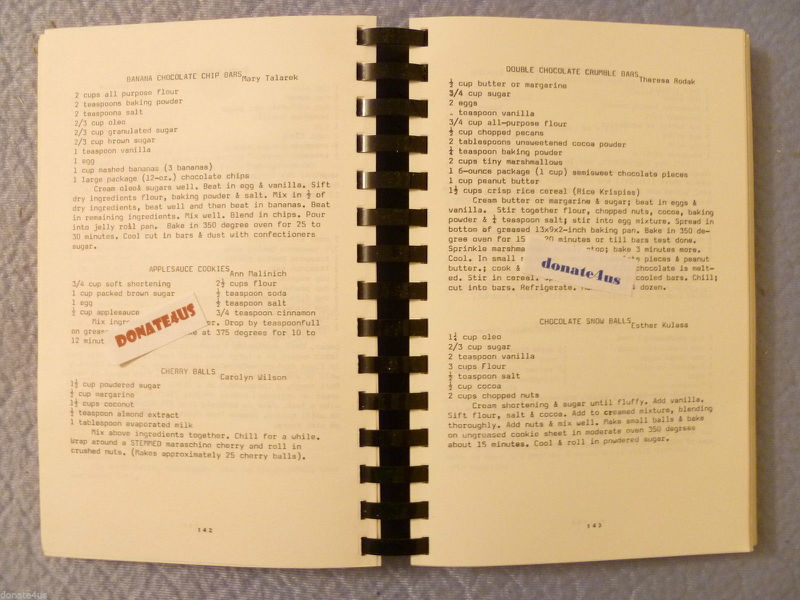 BANANA CHOCOLATE CHIP BARS Mary Talarek
2 cups all purpose flour
2 teaspoons baking powder
2 teaspoons salt
2/3 cup oleo
2/3 cup granulated sugar
2/3 cup brown sugar
1 teaspoon vanilla
1 egg
1 cup mashed bananas (3 bananas)
1 large package (12-oz.) chocolate chips
Cream oleo& sugars well. Beat in egg & vanilla. Sift
dry ingredients flour, baking powder & salt. Mix in ½ of
dry ingredients, beat well and then beat in bananas. Beat
in remaining ingredients. Mix well. Blend in chips. Pour
into jelly roll pan. Bake in 350 degree oven for 25 to
30 minutes. Cool cut in bars & dust with confectioners
sugar.
APPLESAUCE COOKIES Ann Malinich
3/4 cup soft shortening 2½ cups flour
1 cup packed brown sugar ½ teaspoon soda
1 egg ½ teaspoon salt
½ cup applesauce 3/4 teaspoon cinnamon
Mix ingr er. Drop by teaspoonfull
on greas e at 375 degrees for 10 to
12 minut
DONATE4US
CHERRY BALLS Carolyn Wilson
1½ cup powdered sugar
½ cup margarine
1½ cups coconut
½ teaspoon almond extract
1 tablespoon evaporated milk
Mix above ingredients together. Chill for a while.
Wrap around a STEMMED maraschino cherry and roll in
crushed nuts. (Makes approximately 25 cherry balls).
142
DOUBLE CHOCOLATE CRUMBLE BARS Theresa Rodak
½ cup butter or margarine
3/4 cup sugar
2 eggs
teaspoon vanilla
3/4 cup all-purpose flour
½ cup chopped pecans
2 tablespoons unsweetened cocoa powder
¼ teaspoon baking powder
2 cups tiny marshmallows
1 6-ounce package (1 cup) semisweet chocolate pieces
1 cup peanut butter
1½ cups crisp rice cereal (Rice Krispies)
Cream butter or margarine & sugar; beat in eggs &
vanilla. Stir together flour, chopped nuts, cocoa, baking
powder & ¼ teaspoon salt; stir into egg mixture. Spread in
bottom of greased 13x9x2-inch baking pan. Bake in 350 de-
gree oven for 15 20 minutes or till bars test done.
Sprinkle marshma top; bake 3 minutes more.
Cool. In small pieces & peanut
butter.; cook & chocolate is melt-
ed. Stir in cereal. cooled bars. Chill;
cut into bars. Refrigerate. dozen.
donate4us
CHOCOLATE SNOW BALLS Esther Kulasa
1¼ cup oleo
2/3 cup sugar
2 teaspoon vanilla
3 cups Flour
½ teaspoon salt
½ cup cocoa
2 cups chopped nuts
Cream shortening & sugar until fluffy. Add vanilla.
Sift flour, salt & cocoa. Add to creamed mixture, blending
thoroughly. Add nuts & mix well. Make small balls & bake
on ungreased cookie sheet in moderate oven 350 degrees
about 15 minutes. Cool & roll in powdered sugar.
143
donate4us